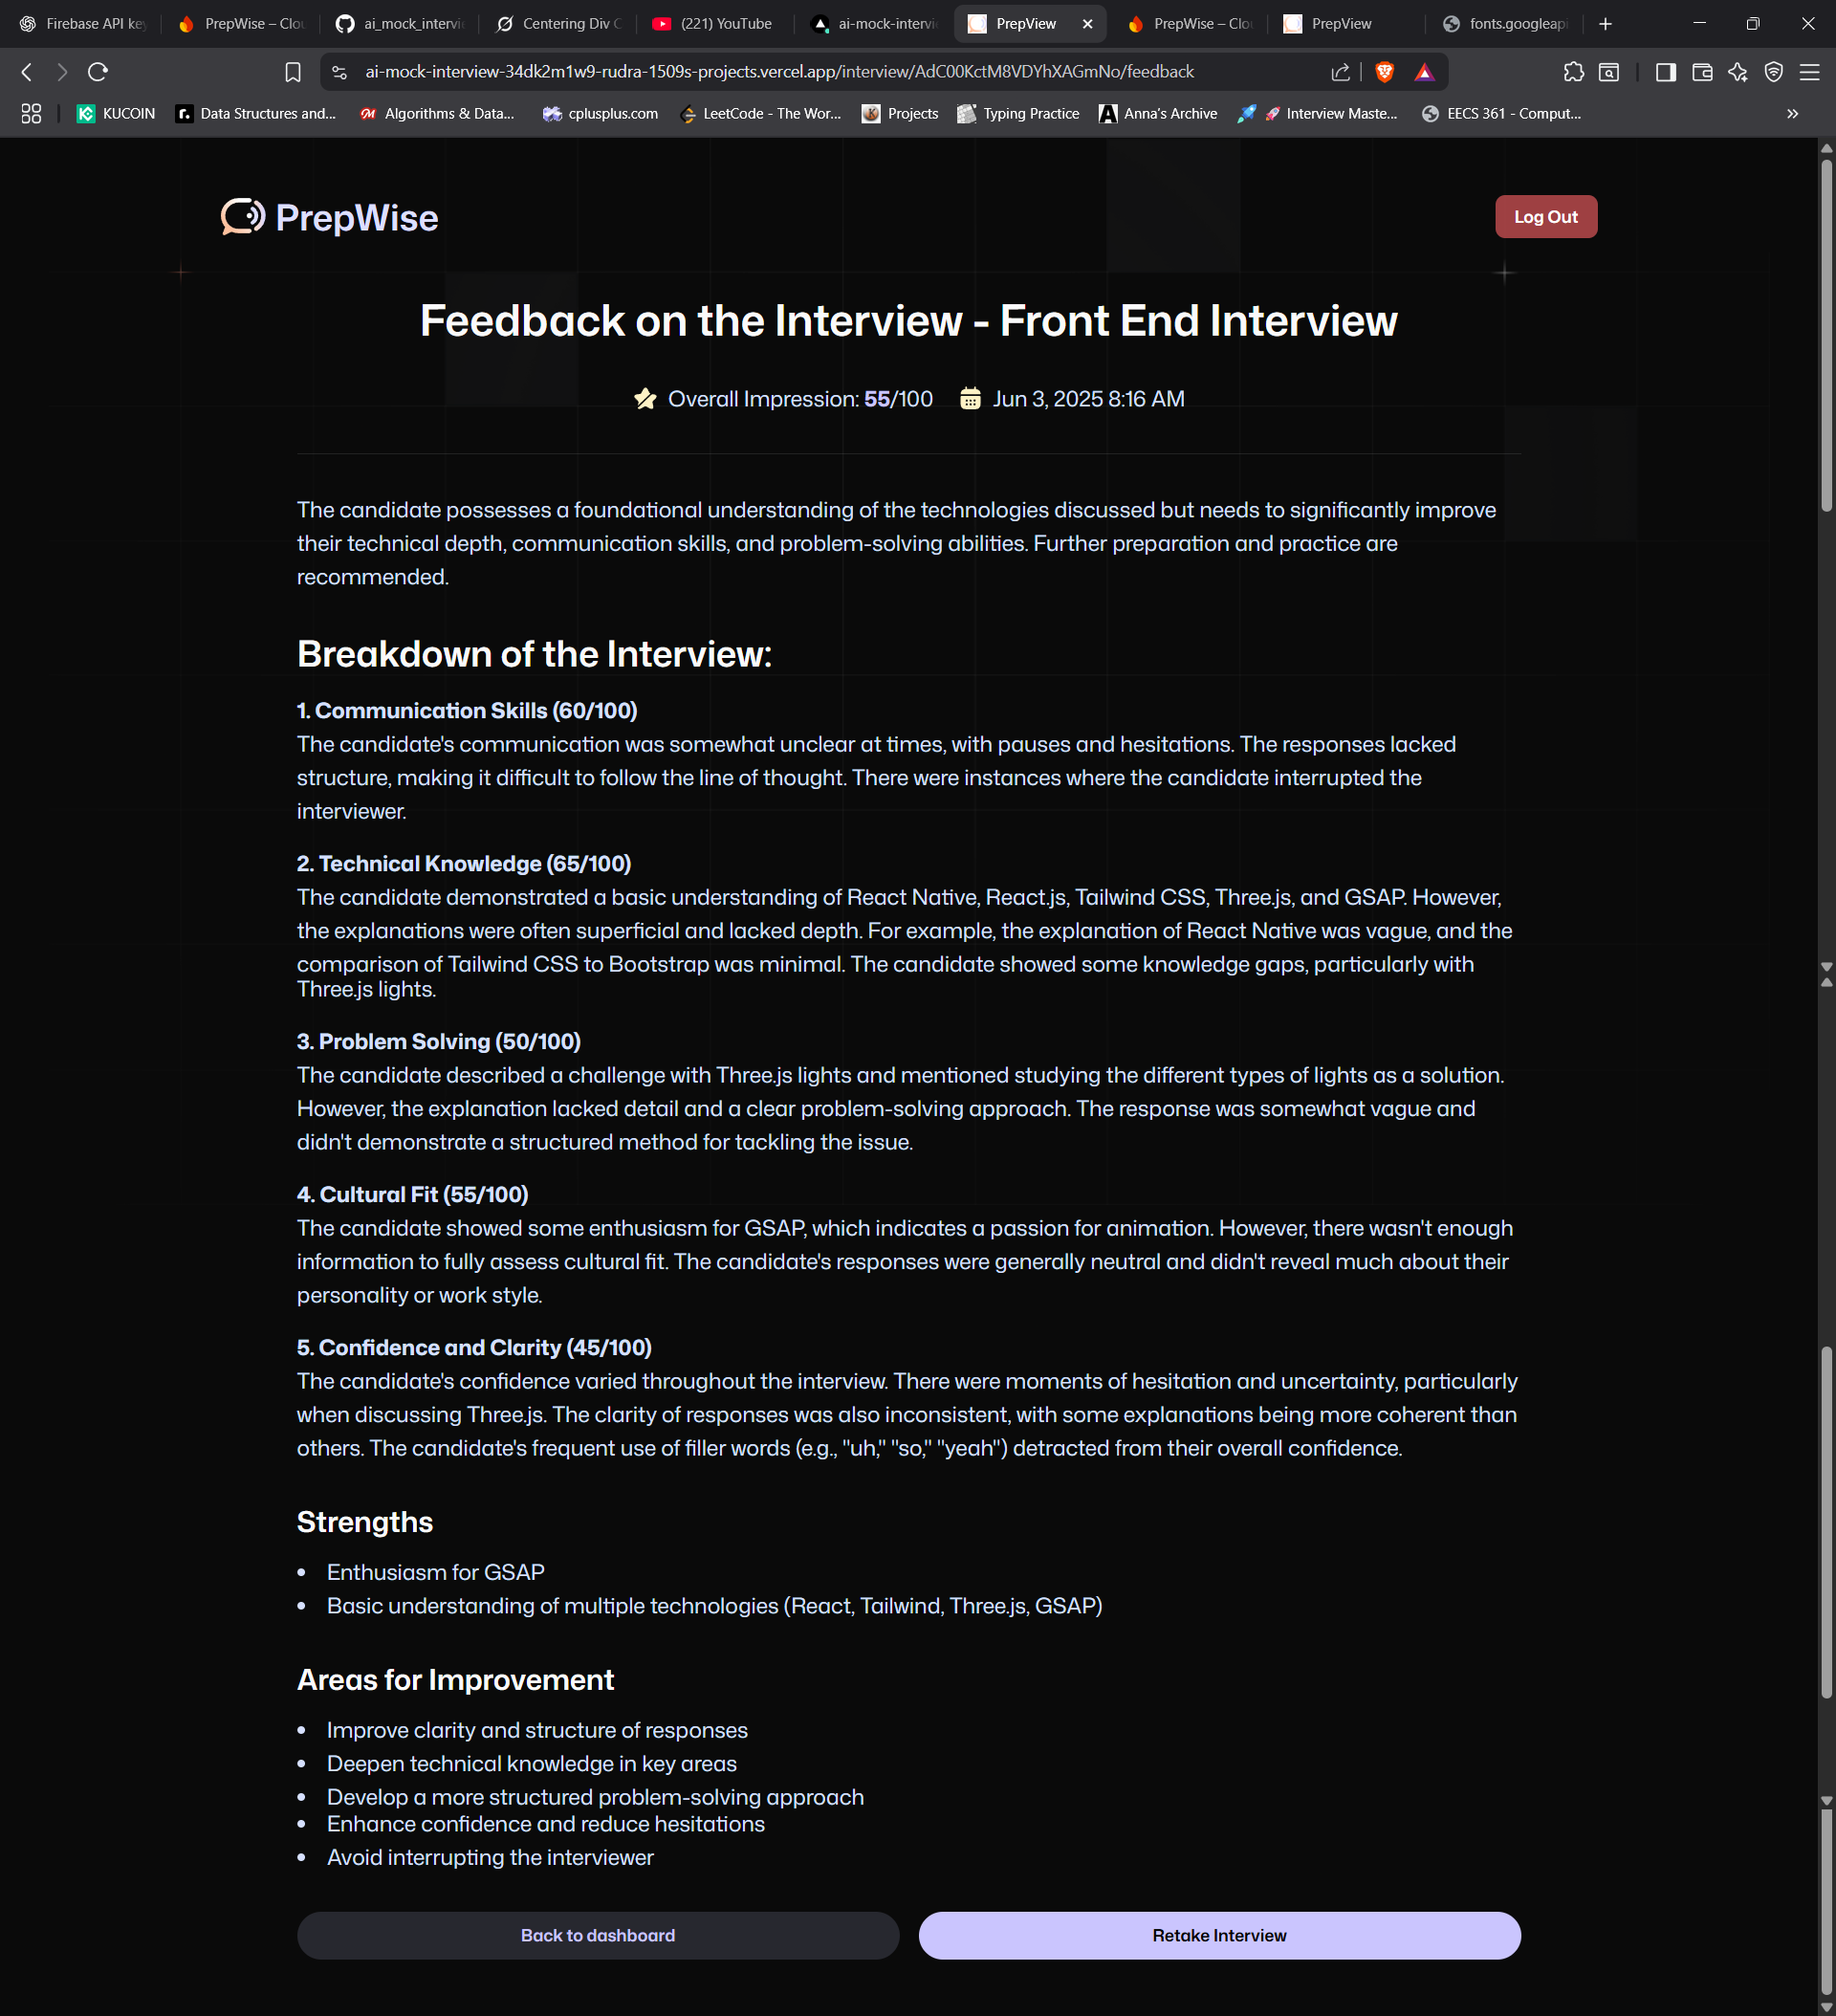 Firebase API key
PrepWise – Clou
ai_mock_intervi
Centering Div C
(221) YouTube
ai-mock-intervie
PrepView
PrepWise – Clou
PrepView
fonts.googleapi
ai-mock-interview-34dk2m1w9-rudra-1509s-projects.vercel.app/interview/AdC00KctM8VDYhXAGmNo/feedback
KUCOIN
Data Structures and...
Algorithms & Data...
cplusplus.com
LeetCode - The Wor...
Projects
Typing Practice
Anna's Archive
Interview Maste...
EECS 361 - Comput...
PrepWise
Log Out
Feedback on the Interview - Front End Interview
Overall Impression: 55/100
Jun 3, 2025 8:16 AM
The candidate possesses a foundational understanding of the technologies discussed but needs to significantly improve
their technical depth, communication skills, and problem-solving abilities. Further preparation and practice are
recommended.
Breakdown of the Interview:
1. Communication Skills (60/100)
The candidate's communication was somewhat unclear at times, with pauses and hesitations. The responses lacked
structure, making it difficult to follow the line of thought. There were instances where the candidate interrupted the
interviewer.
2. Technical Knowledge (65/100)
The candidate demonstrated a basic understanding of React Native, React.js, Tailwind CSS, Three.js, and GSAP. However,
the explanations were often superficial and lacked depth. For example, the explanation of React Native was vague, and the
comparison of Tailwind CSS to Bootstrap was minimal. The candidate showed some knowledge gaps, particularly with
Three.js lights.
3. Problem Solving (50/100)
The candidate described a challenge with Three.js lights and mentioned studying the different types of lights as a solution.
However, the explanation lacked detail and a clear problem-solving approach. The response was somewhat vague and
didn't demonstrate a structured method for tackling the issue.
4. Cultural Fit (55/100)
The candidate showed some enthusiasm for GSAP, which indicates a passion for animation. However, there wasn't enough
information to fully assess cultural fit. The candidate's responses were generally neutral and didn't reveal much about their
personality or work style.
5. Confidence and Clarity (45/100)
The candidate's confidence varied throughout the interview. There were moments of hesitation and uncertainty, particularly
when discussing Three.js. The clarity of responses was also inconsistent, with some explanations being more coherent than
others. The candidate's frequent use of filler words (e.g., "uh," "so," "yeah") detracted from their overall confidence.
Strengths
• Enthusiasm for GSAP
• Basic understanding of multiple technologies (React, Tailwind, Three.js, GSAP)
Areas for Improvement
• Improve clarity and structure of responses
• Deepen technical knowledge in key areas
• Develop a more structured problem-solving approach
• Enhance confidence and reduce hesitations
• Avoid interrupting the interviewer
Back to dashboard
Retake Interview